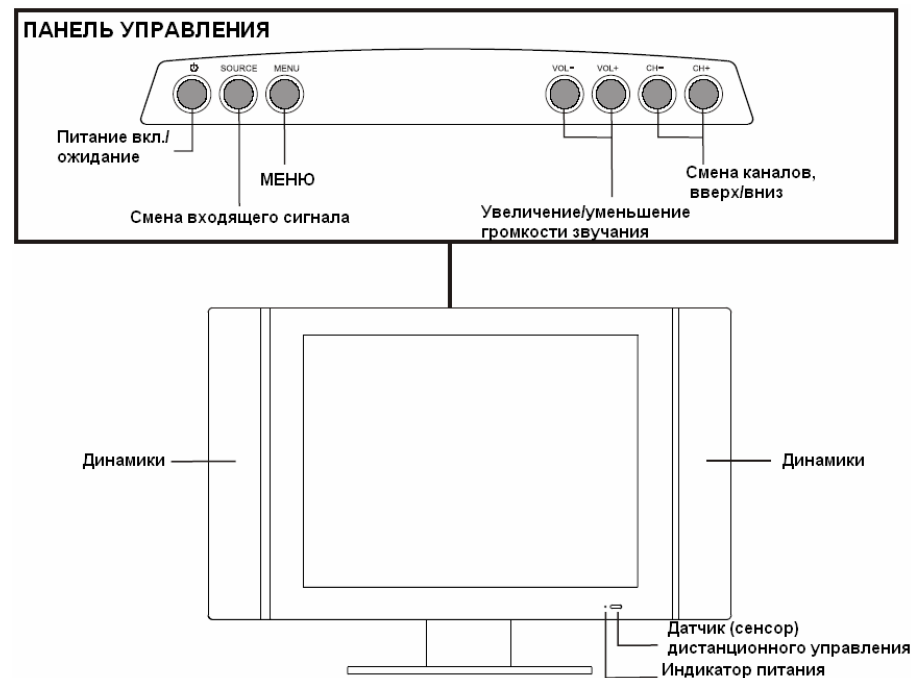 ПАНЕЛЬ УПРАВЛЕНИЯ
SOURCE MENU VOL- VOL+ CH- CH+
Питание вкл./
ожидание
МЕНЮ
Смена входящего сигнала
Увеличение/уменьшение
громкости звучания
Смена каналов,
вверх/вниз
Динамики
Динамики
Датчик (сенсор)
дистанционного управления
Индикатор питания